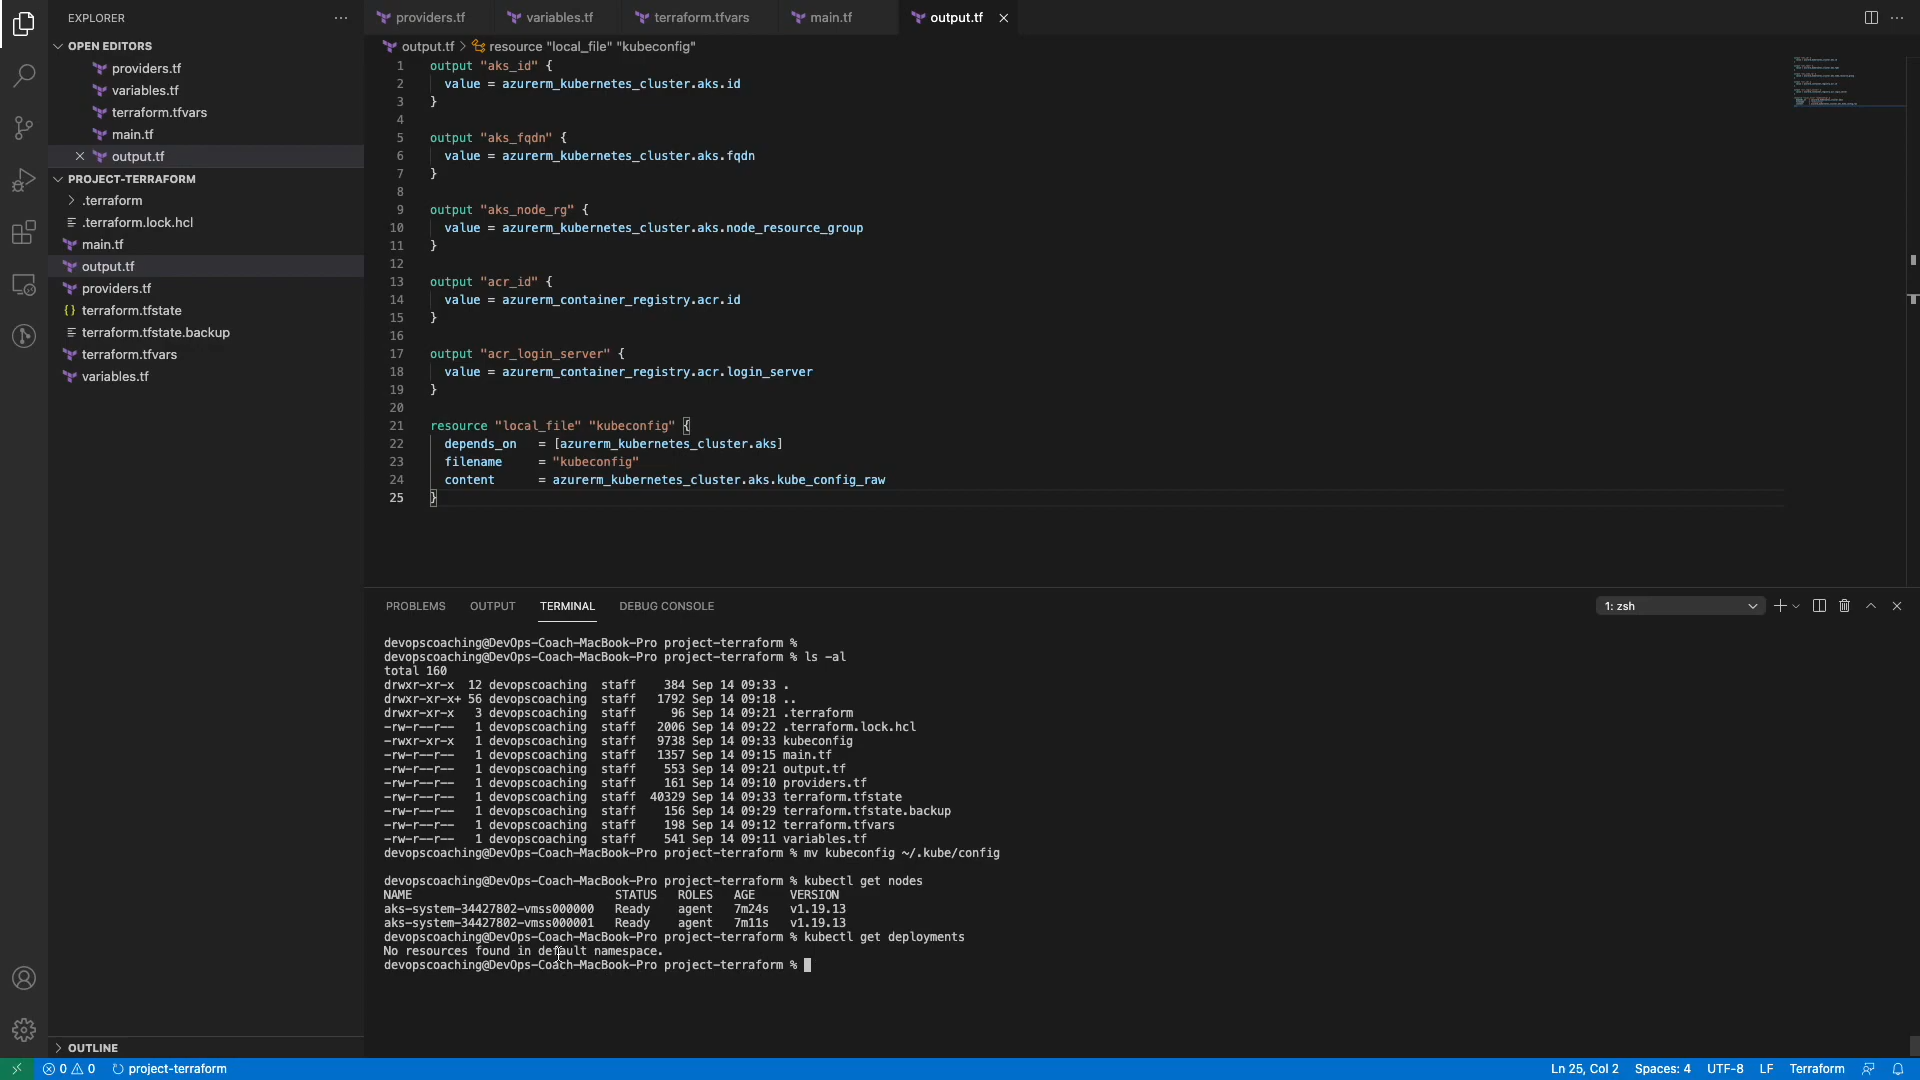 EXPLORER
OPEN EDITORS
providers.tf
variables.tf
terraform.tfvars
main.tf
output.tf
PROJECT-TERRAFORM
.terraform
.terraform.lock.hcl
main.tf
output.tf
providers.tf
terraform.tfstate
terraform.tfstate.backup
terraform.tfvars
variables.tf
OUTLINE
providers.tf variables.tf terraform.tfvars main.tf output.tf
output.tf > resource "local_file" "kubeconfig"
1 output "aks_id" {
2 value = azurerm_kubernetes_cluster.aks.id
3 }
4
5 output "aks_fqdn" {
6 value = azurerm_kubernetes_cluster.aks.fqdn
7 }
8
9 output "aks_node_rg" {
10 value = azurerm_kubernetes_cluster.aks.node_resource_group
11 }
12
13 output "acr_id" {
14 value = azurerm_container_registry.acr.id
15 }
16
17 output "acr_login_server" {
18 value = azurerm_container_registry.acr.login_server
19 }
20
21 resource "local_file" "kubeconfig" {
22 depends_on = [azurerm_kubernetes_cluster.aks]
23 filename = "kubeconfig"
24 content = azurerm_kubernetes_cluster.aks.kube_config_raw
25 }
PROBLEMS OUTPUT TERMINAL DEBUG CONSOLE 1: zsh
devopscoaching@DevOps-Coach-MacBook-Pro project-terraform %
devopscoaching@DevOps-Coach-MacBook-Pro project-terraform % ls -al
total 160
drwxr-xr-x 12 devopscoaching staff 384 Sep 14 09:33 .
drwxr-xr-x+ 56 devopscoaching staff 1792 Sep 14 09:18 ..
drwxr-xr-x 3 devopscoaching staff 96 Sep 14 09:21 .terraform
-rw-r--r-- 1 devopscoaching staff 2006 Sep 14 09:22 .terraform.lock.hcl
-rwxr-xr-x 1 devopscoaching staff 9738 Sep 14 09:33 kubeconfig
-rw-r--r-- 1 devopscoaching staff 1357 Sep 14 09:15 main.tf
-rw-r--r-- 1 devopscoaching staff 553 Sep 14 09:21 output.tf
-rw-r--r-- 1 devopscoaching staff 161 Sep 14 09:10 providers.tf
-rw-r--r-- 1 devopscoaching staff 40329 Sep 14 09:33 terraform.tfstate
-rw-r--r-- 1 devopscoaching staff 156 Sep 14 09:29 terraform.tfstate.backup
-rw-r--r-- 1 devopscoaching staff 198 Sep 14 09:12 terraform.tfvars
-rw-r--r-- 1 devopscoaching staff 541 Sep 14 09:11 variables.tf
devopscoaching@DevOps-Coach-MacBook-Pro project-terraform % mv kubeconfig ~/.kube/config
devopscoaching@DevOps-Coach-MacBook-Pro project-terraform % kubectl get nodes
NAME STATUS ROLES AGE VERSION
aks-system-34427802-vmss000000 Ready agent 7m24s v1.19.13
aks-system-34427802-vmss000001 Ready agent 7m11s v1.19.13
devopscoaching@DevOps-Coach-MacBook-Pro project-terraform % kubectl get deployments
No resources found in default namespace.
devopscoaching@DevOps-Coach-MacBook-Pro project-terraform %
0 0 project-terraform Ln 25, Col 2 Spaces: 4 UTF-8 LF Terraform